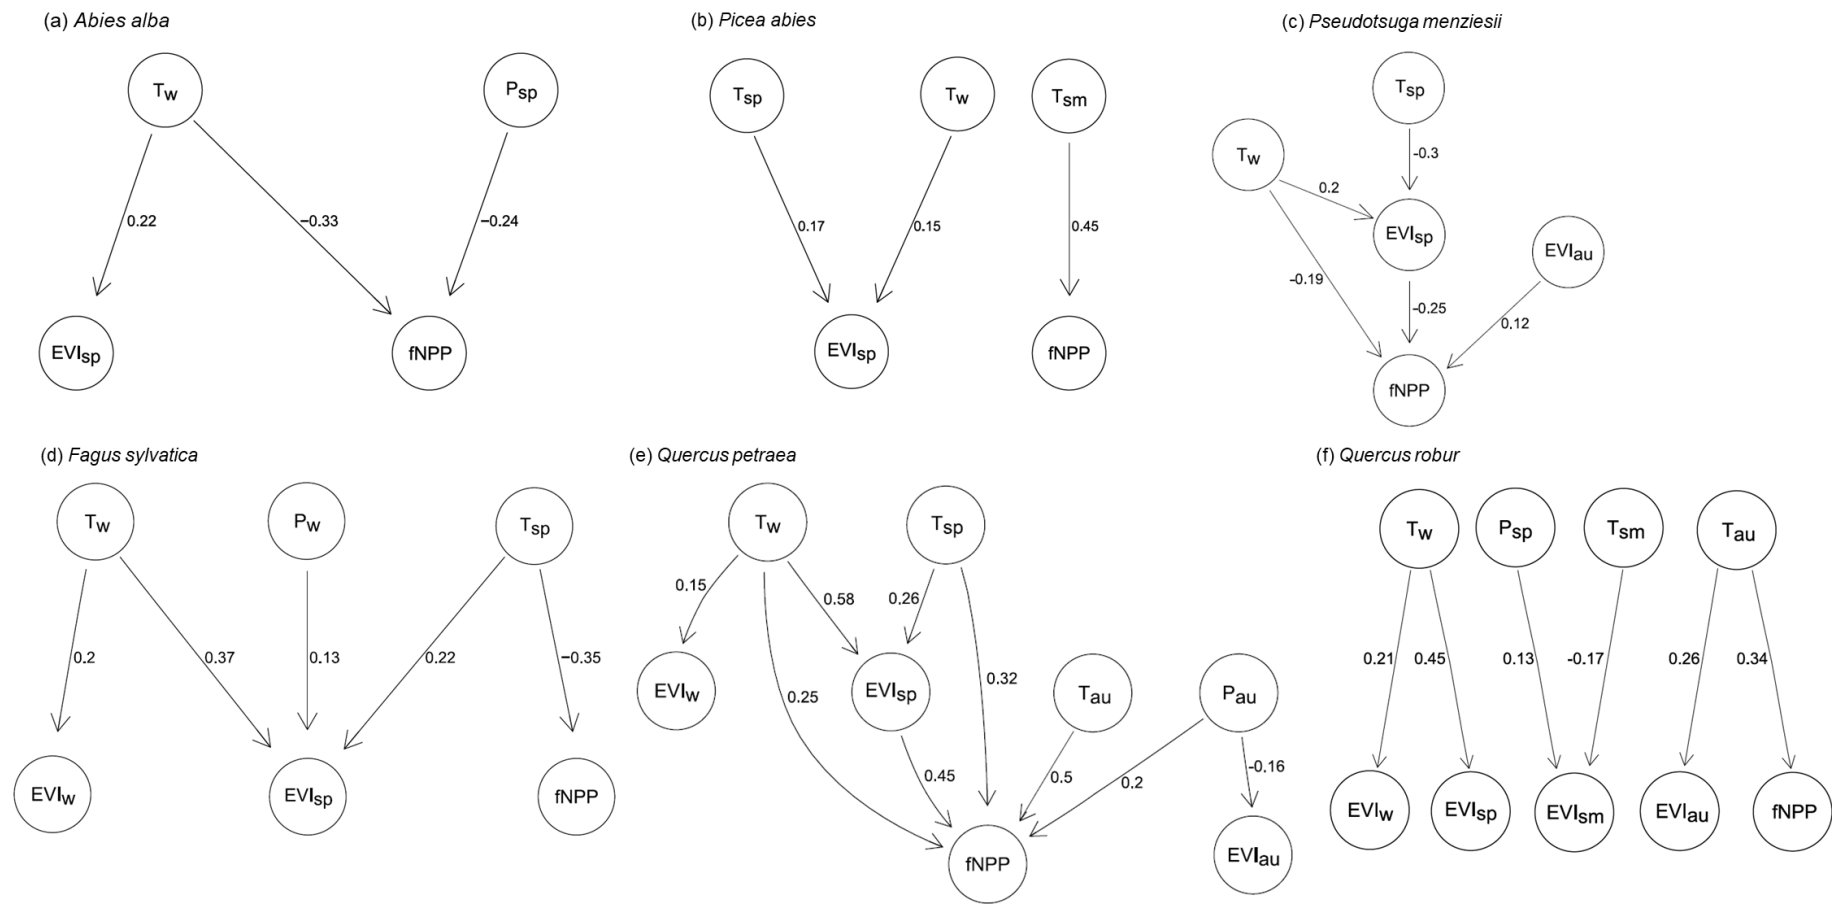 (a) Abies alba
(b) Picea abies
(c) Pseudotsuga menziesii
Tw
Psp
0.22
−0.33
−0.24
EVIsp
fNPP
Tsp
Tw
Tsm
0.17
0.15
0.45
EVIsp
fNPP
Tsp
Tw
-0.3
0.2
EVIsp
EVIau
-0.19
-0.25
0.12
fNPP
(d) Fagus sylvatica
(e) Quercus petraea
(f) Quercus robur
Tw
Pw
Tsp
0.2
0.37
0.13
0.22
−0.35
EVIw
EVIsp
fNPP
Tw
Tsp
0.15
0.58
0.26
EVIw
EVIsp
0.25
0.32
Tau
Pau
0.45
0.5
0.2
-0.16
fNPP
EVIau
Tw
Psp
Tsm
Tau
0.21
0.45
0.13
-0.17
0.26
0.34
EVIw
EVIsp
EVIsm
EVIau
fNPP